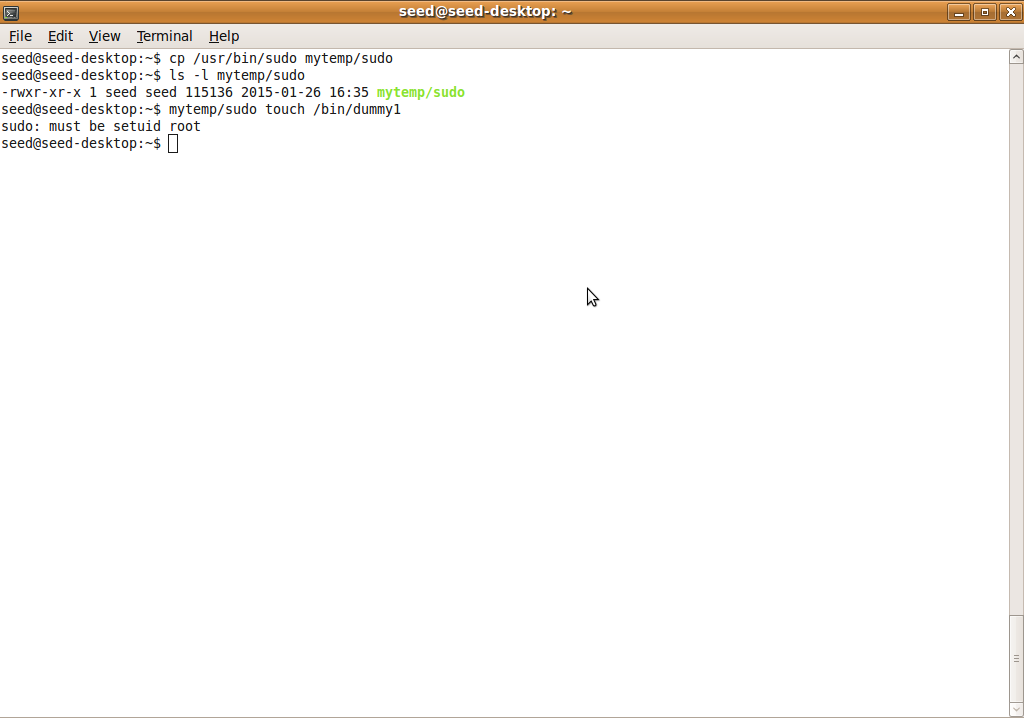 seed@seed-desktop: ~
File Edit View Terminal Help
seed@seed-desktop:~$ cp /usr/bin/sudo mytemp/sudo
seed@seed-desktop:~$ ls -l mytemp/sudo
-rwxr-xr-x 1 seed seed 115136 2015-01-26 16:35 mytemp/sudo
seed@seed-desktop:~$ mytemp/sudo touch /bin/dummy1
sudo: must be setuid root
seed@seed-desktop:~$